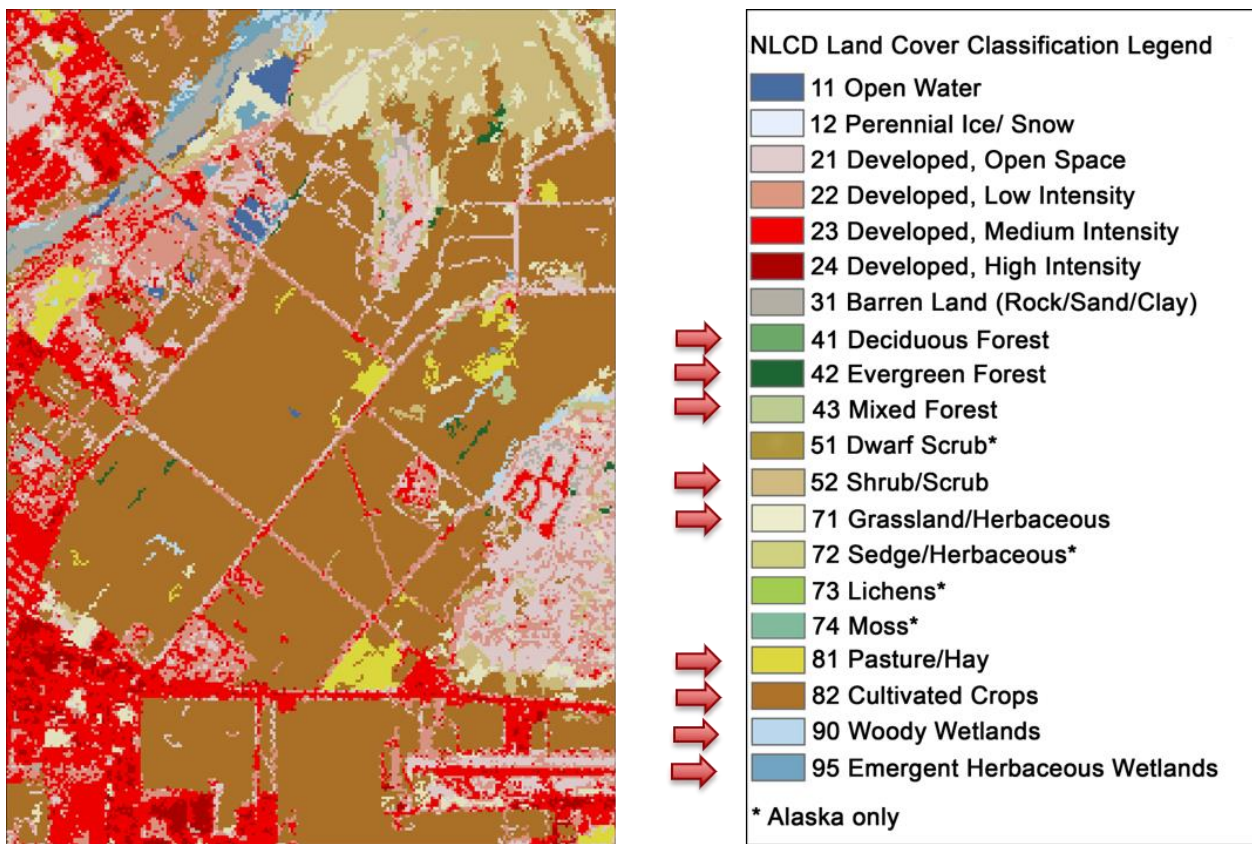 NLCD Land Cover Classification Legend
11 Open Water
12 Perennial Ice/ Snow
21 Developed, Open Space
22 Developed, Low Intensity
23 Developed, Medium Intensity
24 Developed, High Intensity
31 Barren Land (Rock/Sand/Clay)
41 Deciduous Forest
42 Evergreen Forest
43 Mixed Forest
51 Dwarf Scrub*
52 Shrub/Scrub
71 Grassland/Herbaceous
72 Sedge/Herbaceous*
73 Lichens*
74 Moss*
81 Pasture/Hay
82 Cultivated Crops
90 Woody Wetlands
95 Emergent Herbaceous Wetlands
* Alaska only